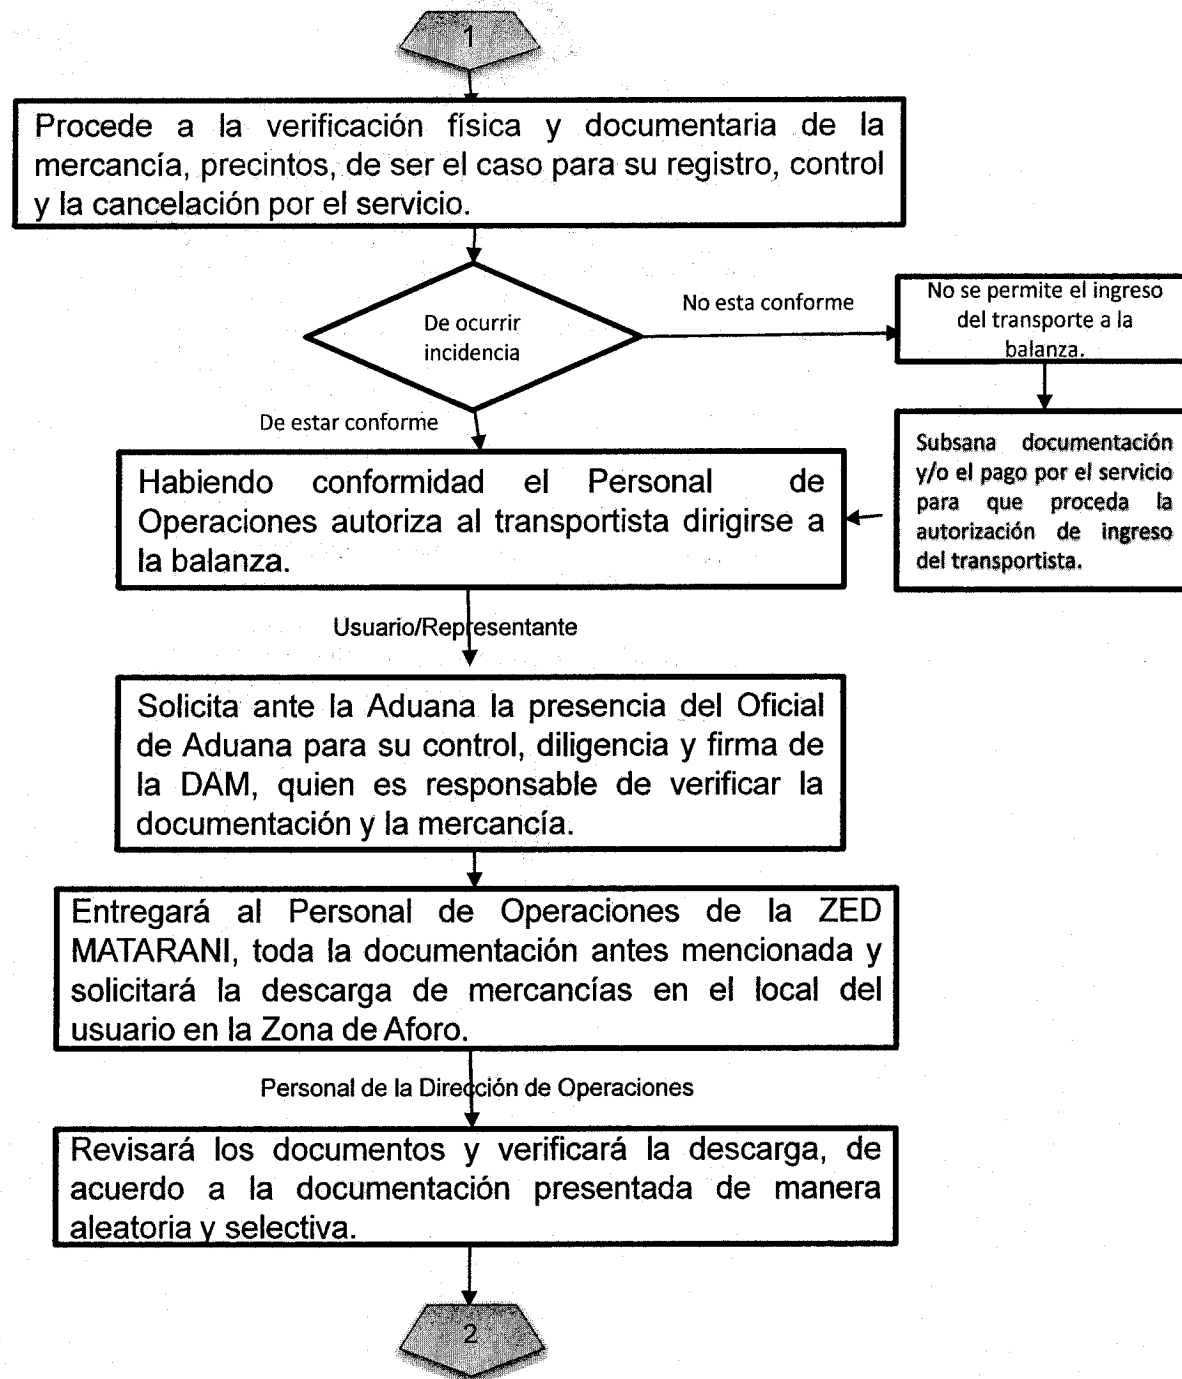 1
Procede a la verificación física y documentaria de la
mercancía, precintos, de ser el caso para su registro, control
y la cancelación por el servicio.
De ocurrir
incidencia
No esta conforme
No se permite el ingreso
del transporte a la
balanza.
Subsana documentación
y/o el pago por el servicio
para que proceda la
autorización de ingreso
del transportista.
De estar conforme
Habiendo conformidad el Personal de
Operaciones autoriza al transportista dirigirse a
la balanza.
Usuario/Representante
Solicita ante la Aduana la presencia del Oficial
de Aduana para su control, diligencia y firma de
la DAM, quien es responsable de verificar la
documentación y la mercancía.
Entregará al Personal de Operaciones de la ZED
MATARANI, toda la documentación antes mencionada y
solicitará la descarga de mercancías en el local del
usuario en la Zona de Aforo.
Personal de la Dirección de Operaciones
Revisará los documentos y verificará la descarga, de
acuerdo a la documentación presentada de manera
aleatoria y selectiva.
2